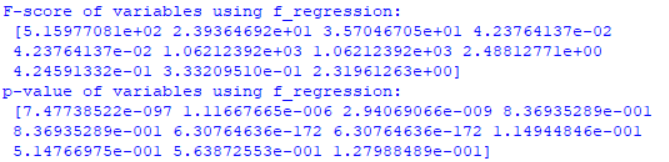 F-score of variables using f_regression:
[5.15977081e+02 2.39364692e+01 3.57046705e+01 4.23764137e-02
4.23764137e-02 1.06212392e+03 1.06212392e+03 2.48812771e+00
4.24591332e-01 3.33209510e-01 2.31961263e+00]
p-value of variables using f_regression:
[7.47738522e-097 1.11667665e-006 2.94069066e-009 8.36935289e-001
8.36935289e-001 6.30764636e-172 6.30764636e-172 1.14944846e-001
5.14766975e-001 5.63872553e-001 1.27988489e-001]